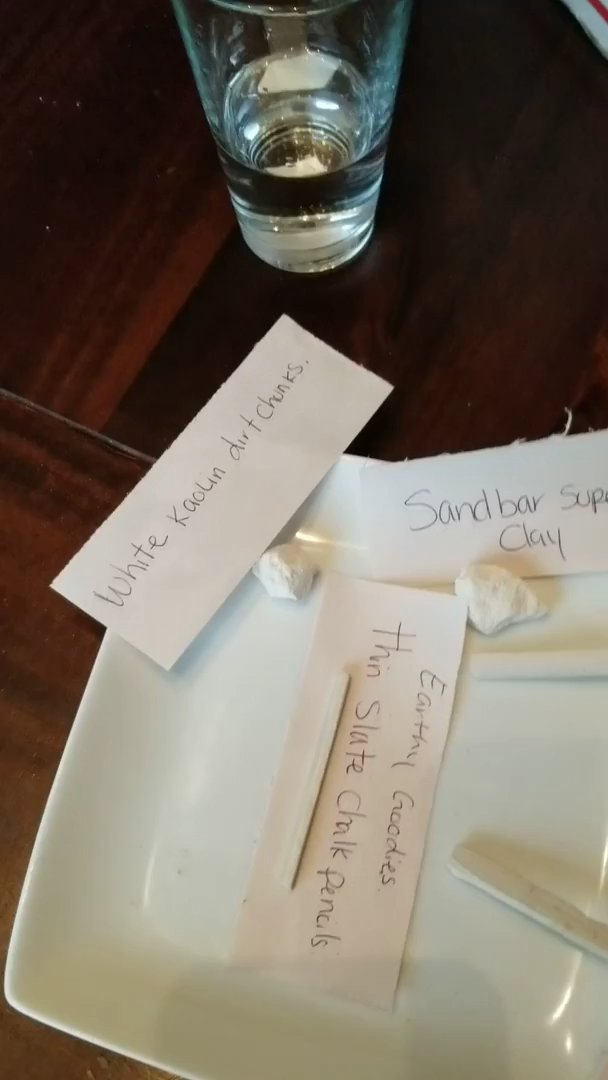 White Kaolin dirt chunks.
Sandbar
Clay
Earthy Goodies.
Thin Slate Chalk pencils.